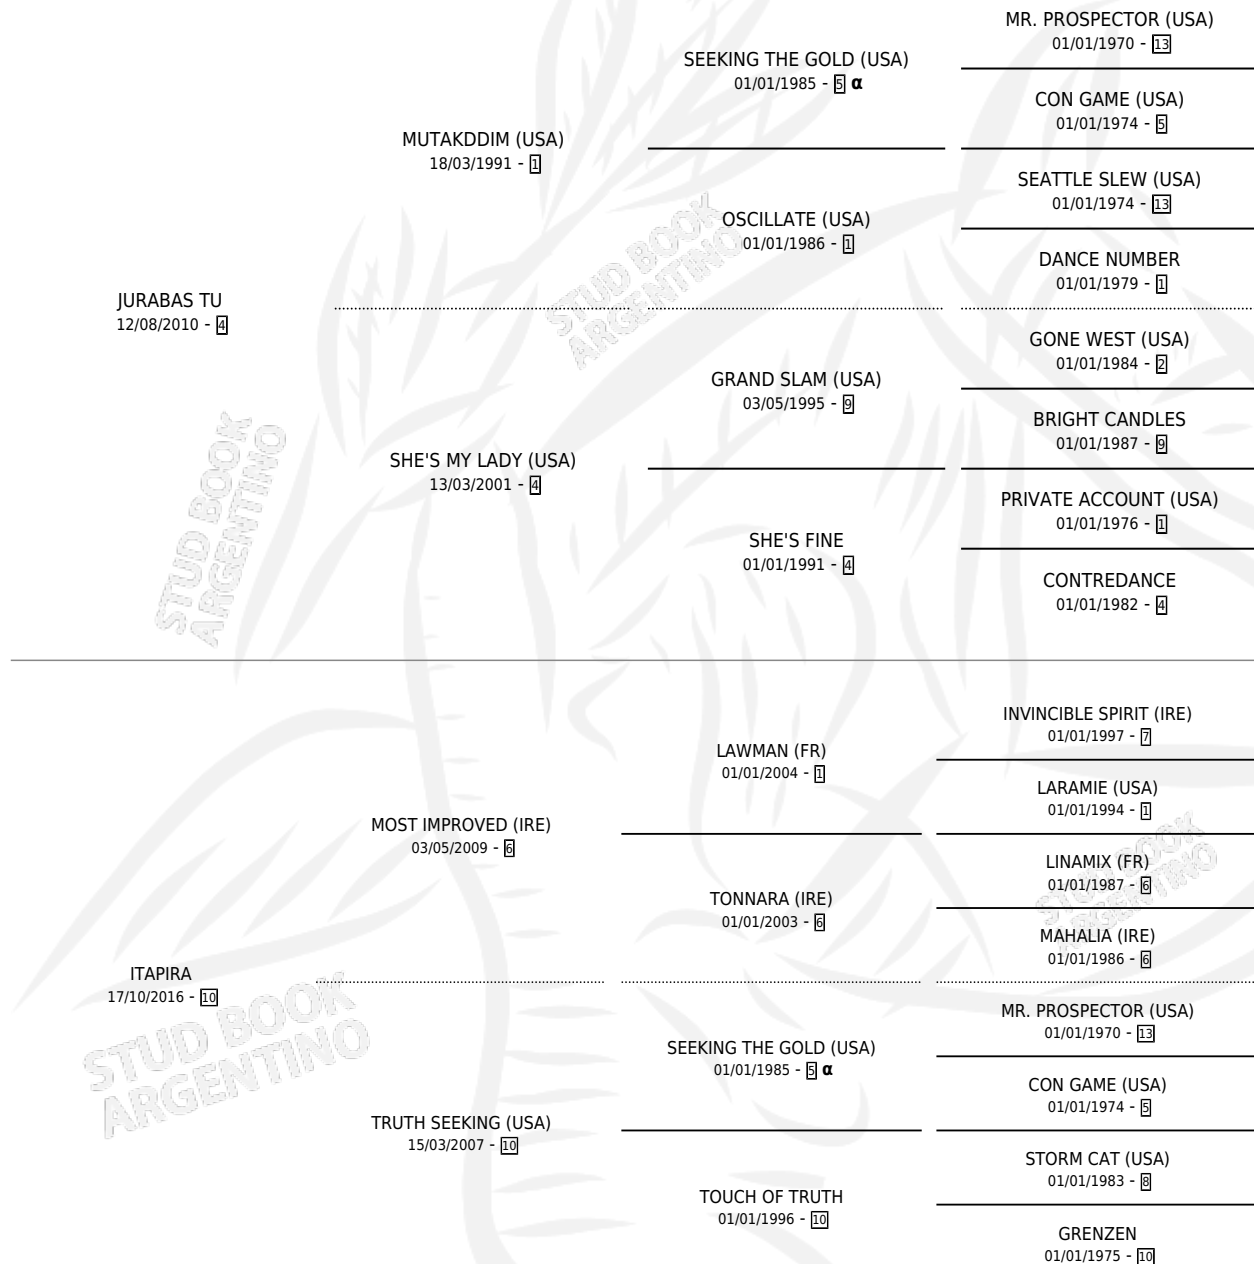 MR. PROSPECTOR (USA)
01/01/1970 - 13
SEEKING THE GOLD (USA)
01/01/1985 - 5 α
CON GAME (USA)
01/01/1974 - 5
MUTAKDDIM (USA)
18/03/1991 - 1
SEATTLE SLEW (USA)
01/01/1974 - 13
OSCILLATE (USA)
01/01/1986 - 1
DANCE NUMBER
01/01/1979 - 1
JURABAS TU
12/08/2010 - 4
GONE WEST (USA)
01/01/1984 - 2
GRAND SLAM (USA)
03/05/1995 - 9
BRIGHT CANDLES
01/01/1987 - 9
SHE'S MY LADY (USA)
13/03/2001 - 4
PRIVATE ACCOUNT (USA)
01/01/1976 - 1
SHE'S FINE
01/01/1991 - 4
CONTREDANCE
01/01/1982 - 4
INVINCIBLE SPIRIT (IRE)
01/01/1997 - 7
LAWMAN (FR)
01/01/2004 - 1
LARAMIE (USA)
01/01/1994 - 1
MOST IMPROVED (IRE)
03/05/2009 - 6
LINAMIX (FR)
01/01/1987 - 6
TONNARA (IRE)
01/01/2003 - 6
MAHALIA (IRE)
01/01/1986 - 6
ITAPIRA
17/10/2016 - 10
MR. PROSPECTOR (USA)
01/01/1970 - 13
SEEKING THE GOLD (USA)
01/01/1985 - 5 α
CON GAME (USA)
01/01/1974 - 5
TRUTH SEEKING (USA)
15/03/2007 - 10
STORM CAT (USA)
01/01/1983 - 8
TOUCH OF TRUTH
01/01/1996 - 10
GRENZEN
01/01/1975 - 10
STUD BOOK
ARGENTINO
STUD BOOK
ARGENTINO
STUD BOOK
ARGENTINO
STUD BOOK
ARGENTINO